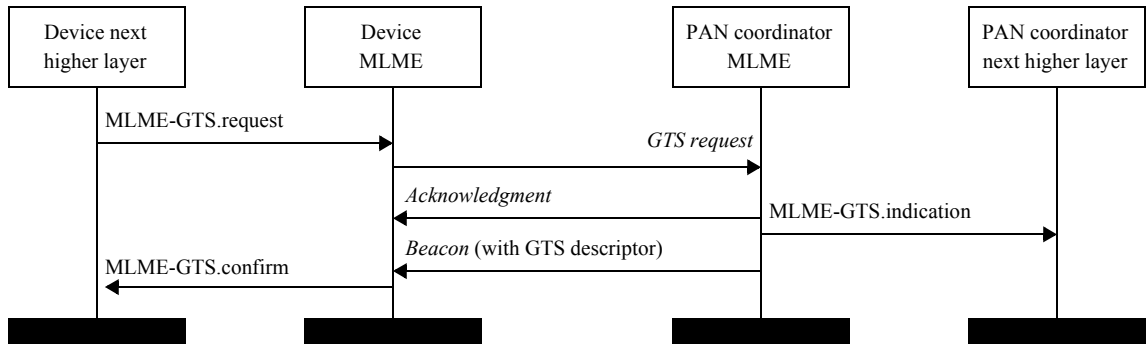 Device next
higher layer
Device
MLME
PAN coordinator
MLME
PAN coordinator
next higher layer
MLME-GTS.request
GTS request
Acknowledgment
MLME-GTS.indication
Beacon (with GTS descriptor)
MLME-GTS.confirm